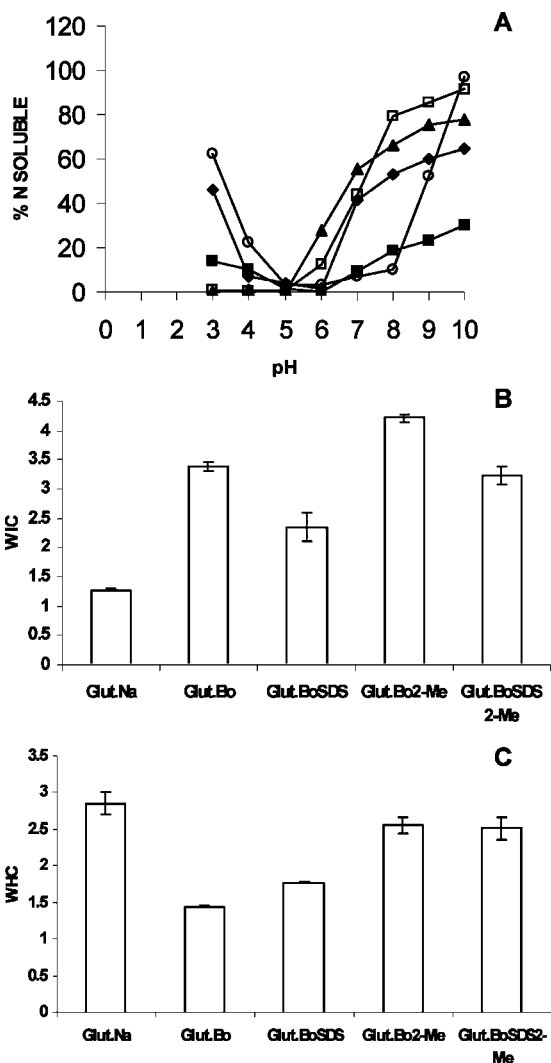 A
120
100
80
60
40
20
0
% N SOLUBLE
0 1 2 3 4 5 6 7 8 9 10
pH
B
4.5
4
3.5
3
2.5
2
1.5
1
0.5
0
WIC
Glut.Na Glut.Bo Glut.BoSDS Glut.Bo2-Me Glut.BoSDS
2-Me
C
3.5
3
2.5
2
1.5
1
0.5
0
WHC
Glut.Na Glut.Bo Glut.BoSDS Glut.Bo2-Me Glut.BoSDS2-
Me